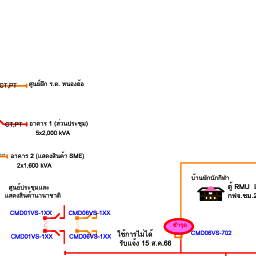 CT,PT ศูนย์ฝึก ร.ด. หนองฮ้อ
CT,PT อาคาร 1 (ส่วนประชุม)
5x2,000 kVA
อาคาร 2 (แสดงสินค้า SME)
2x1,600 kVA
บ้านพักนักกีฬา
ตู้ RMU
กฟจ.ชม.2
ศูนย์ประชุมและ
แสดงสินค้านานาชาติ
CMD01VS-1XX CMD06VS-1XX
ชำรุด
CMD01VS-1XX CMD06VS-1XX
ใช้การไม่ได้
รับแจ้ง 15 ส.ค.66
CMD06VS-702